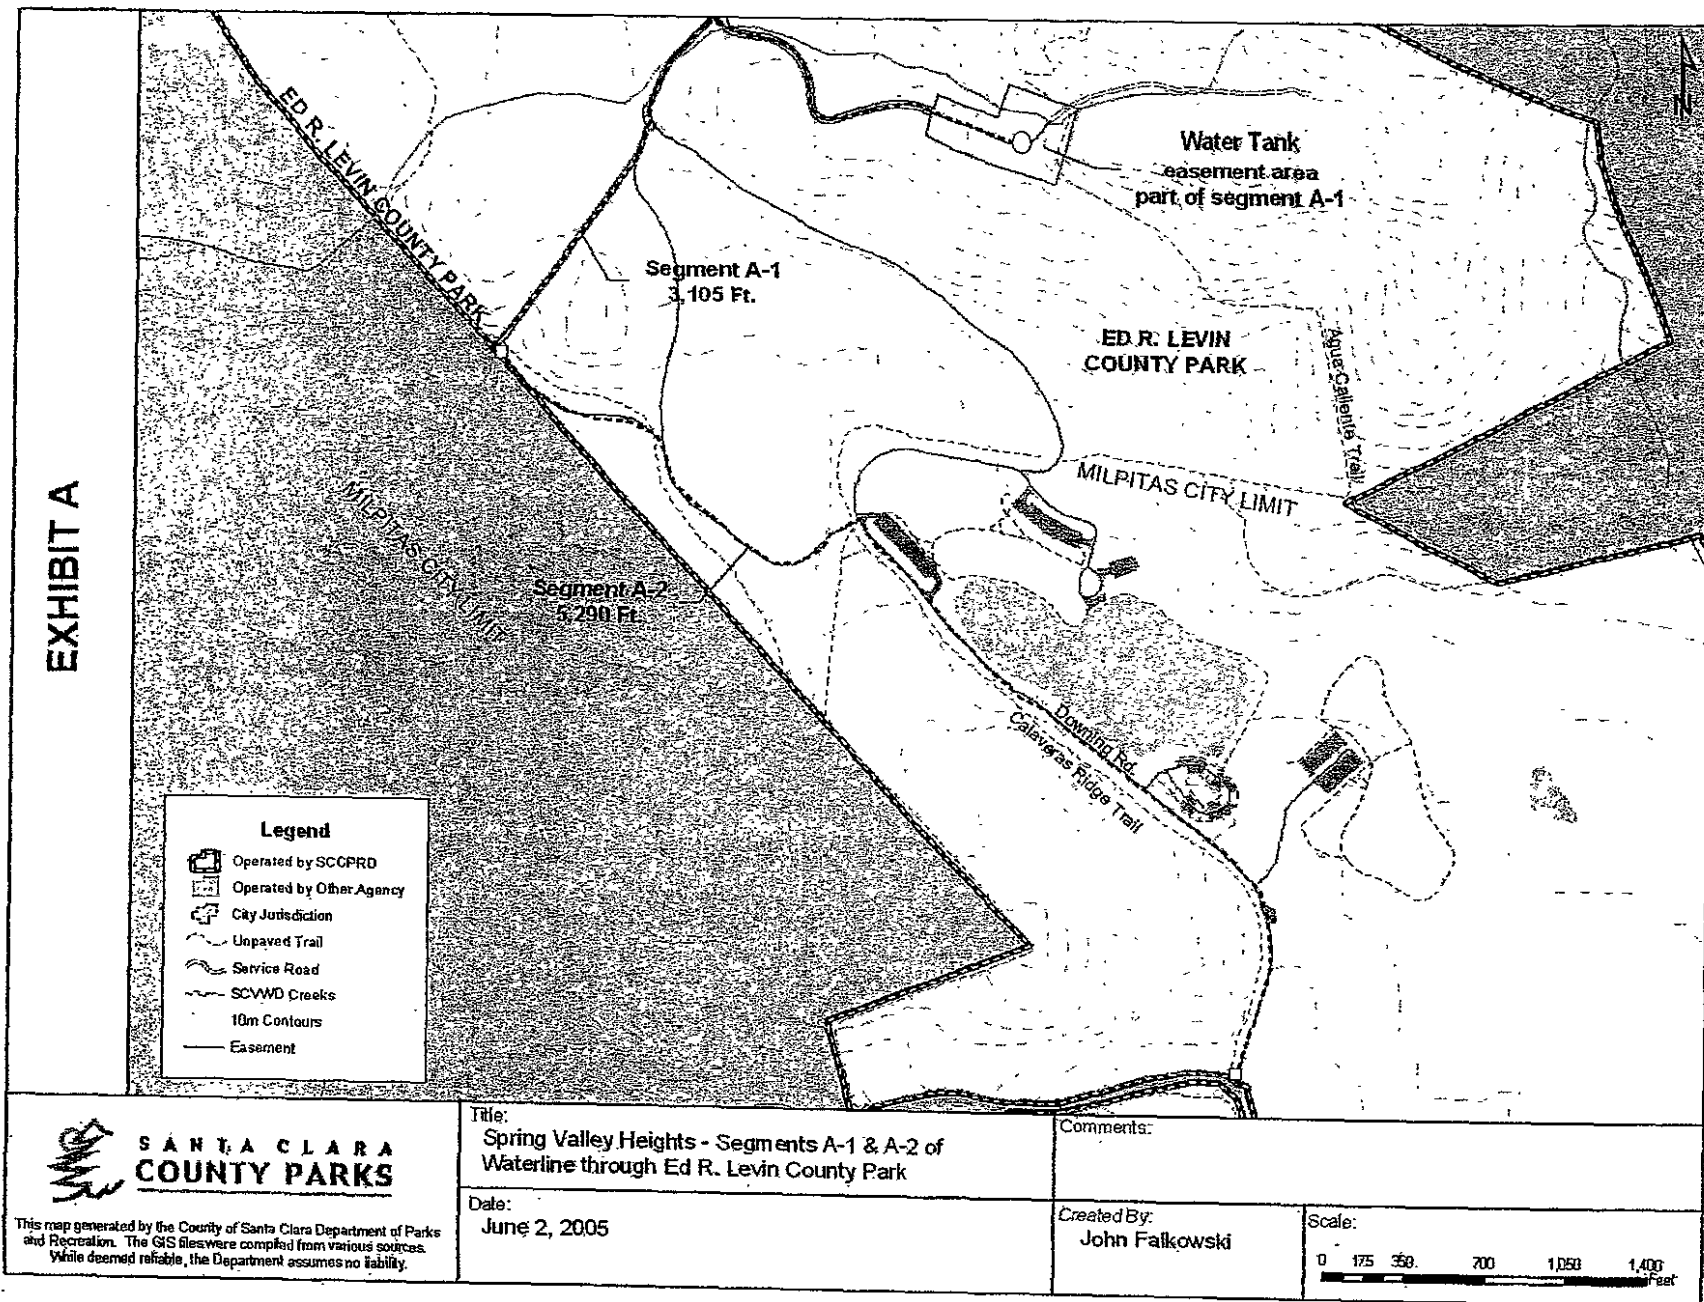 EXHIBIT A
N
ED R. LEVIN COUNTY PARK
Water Tank
easement area
part of segment A-1
Segment A-1
3,105 Ft.
ED R. LEVIN
COUNTY PARK
Agua Caliente Trail
MILPITAS CITY LIMIT
MILPITAS CITY LIMIT
Segment A-2
5,290 Ft.
Downing Rd
Calaveras Ridge Trail
Legend
Operated by SCCPRD
Operated by Other Agency
City Jurisdiction
Unpaved Trail
Service Road
SCVWD Creeks
10m Contours
Easement
SANTA CLARA
COUNTY PARKS
This map generated by the County of Santa Clara Department of Parks
and Recreation. The GIS files were compiled from various sources.
While deemed reliable, the Department assumes no liability.
Title:
Spring Valley Heights - Segments A-1 & A-2 of
Waterline through Ed R. Levin County Park
Date:
June 2, 2005
Comments:
Created By:
John Falkowski
Scale:
0 175 350 700 1,050 1,400
Feet